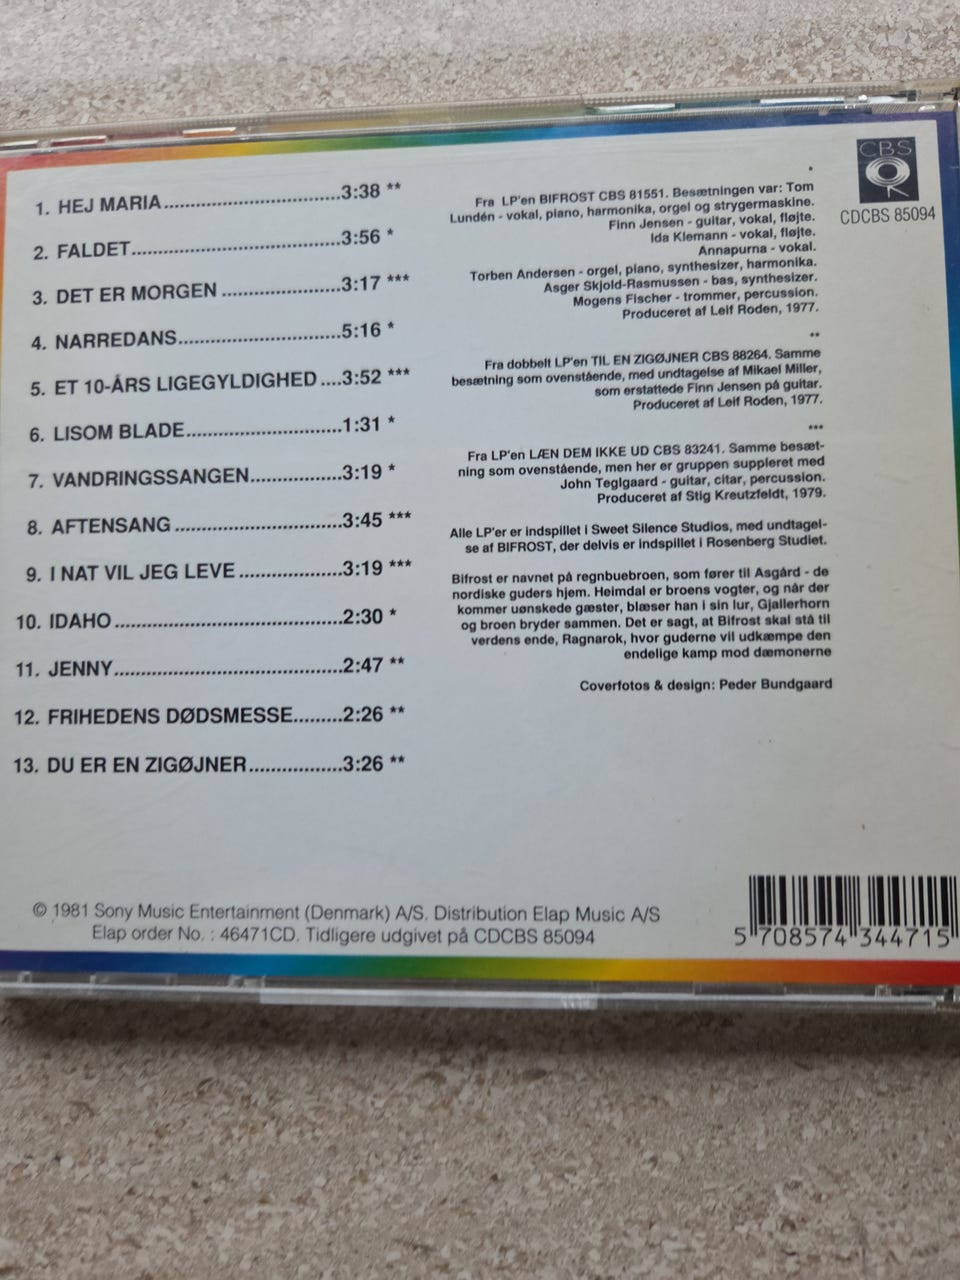 1. HEJ MARIA..............................3:38 **
2. FALDET...................................3:56 *
3. DET ER MORGEN ....................3:17 ***
4. NARREDANS...........................5:16 *
5. ET 10-ÅRS LIGEGYLDIGHED ....3:52 ***
6. LISOM BLADE..........................1:31 *
7. VANDRINGSSANGEN...............3:19 *
8. AFTENSANG ............................3:45 ***
9. I NAT VIL JEG LEVE .................3:19 ***
10. IDAHO ......................................2:30 *
11. JENNY......................................2:47 **
12. FRIHEDENS DØDSMESSE.........2:26 **
13. DU ER EN ZIGØJNER................3:26 **
*
Fra LP'en BIFROST CBS 81551. Besætningen var: Tom
Lundén - vokal, piano, harmonika, orgel og strygermaskine.
Finn Jensen - guitar, vokal, fløjte.
Ida Klemann - vokal, fløjte.
Annapurna - vokal.
Torben Andersen - orgel, piano, synthesizer, harmonika.
Asger Skjold-Rasmussen - bas, synthesizer.
Mogens Fischer - trommer, percussion.
Produceret af Leif Roden, 1977.
**
Fra dobbelt LP'en TIL EN ZIGØJNER CBS 88264. Samme
besætning som ovenstående, med undtagelse af Mikael Miller,
som erstattede Finn Jensen på guitar.
Produceret af Leif Roden, 1977.
***
Fra LP'en LÆN DEM IKKE UD CBS 83241. Samme besæt-
ning som ovenstående, men her er gruppen suppleret med
John Teglgaard - guitar, citar, percussion.
Produceret af Stig Kreutzfeldt, 1979.
Alle LP'er er indspillet i Sweet Silence Studios, med undtagel-
se af BIFROST, der delvis er indspillet i Rosenberg Studiet.
Bifrost er navnet på regnbuebroen, som fører til Asgård - de
nordiske guders hjem. Heimdal er broens vogter, og når der
kommer uønskede gæster, blæser han i sin lur, Gjallerhorn
og broen bryder sammen. Det er sagt, at Bifrost skal stå til
verdens ende, Ragnarok, hvor guderne vil udkæmpe den
endelige kamp mod dæmonerne
Coverfotos & design: Peder Bundgaard
CBS
CDCBS 85094
© 1981 Sony Music Entertainment (Denmark) A/S. Distribution Elap Music A/S
Elap order No. : 46471CD. Tidligere udgivet på CDCBS 85094
5 708574 344715